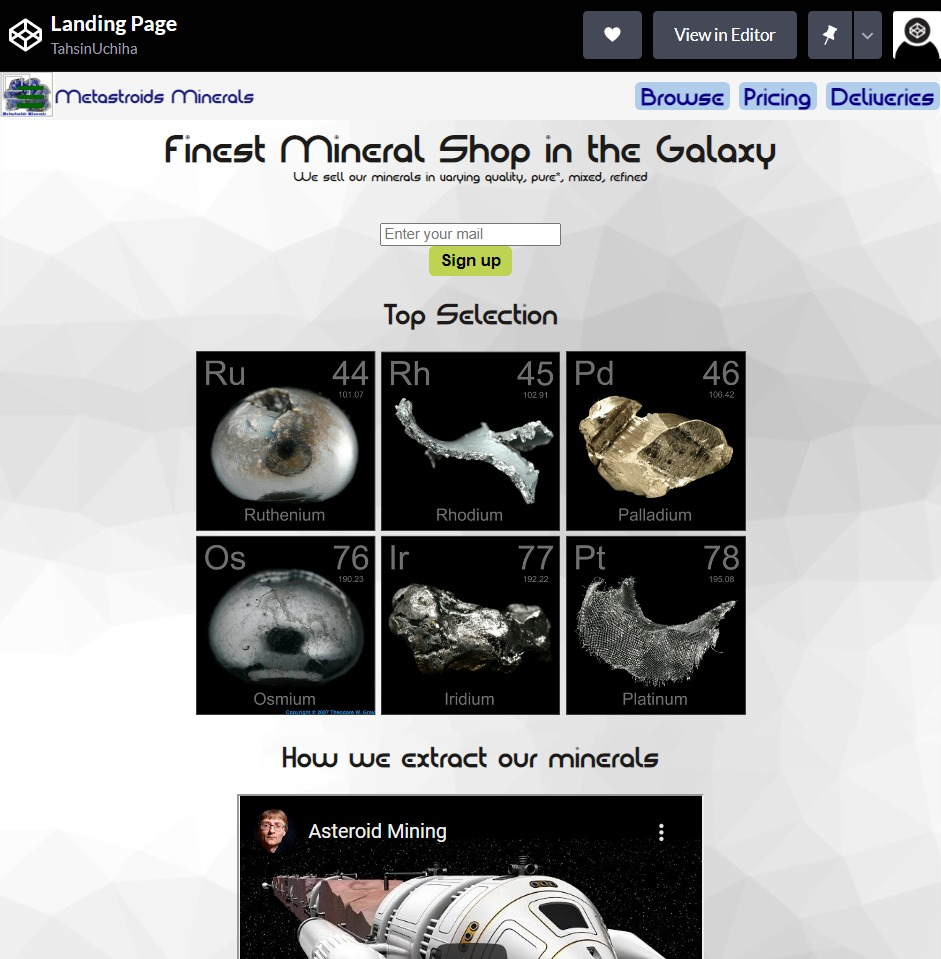 Landing Page
TahsinUchiha
View in Editor
Metastroids Minerals
Metastroids Minerals
Browse
Pricing
Deliveries
Finest Mineral Shop in the Galaxy
We sell our minerals in varying quality, pure*, mixed, refined
Enter your mail
Sign up
Top Selection
Ru 44
101.07
Ruthenium
Rh 45
102.91
Rhodium
Pd 46
106.42
Palladium
Os 76
190.23
Osmium
Copyright © 2007 Theodore W. Gray
Ir 77
192.22
Iridium
Pt 78
195.08
Platinum
How we extract our minerals
Asteroid Mining